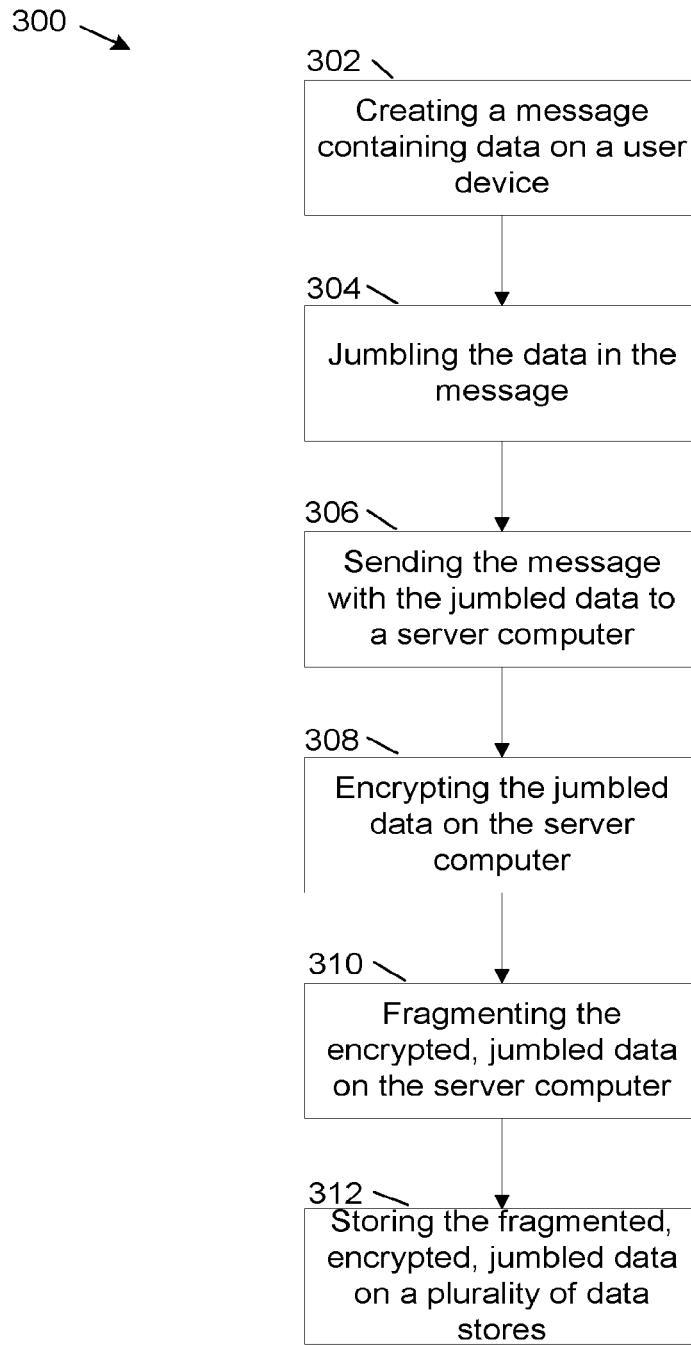 300
302
Creating a message
containing data on a user
device
304
Jumbling the data in the
message
306
Sending the message
with the jumbled data to
a server computer
308
Encrypting the jumbled
data on the server
computer
310
Fragmenting the
encrypted, jumbled data
on the server computer
312
Storing the fragmented,
encrypted, jumbled data
on a plurality of data
stores